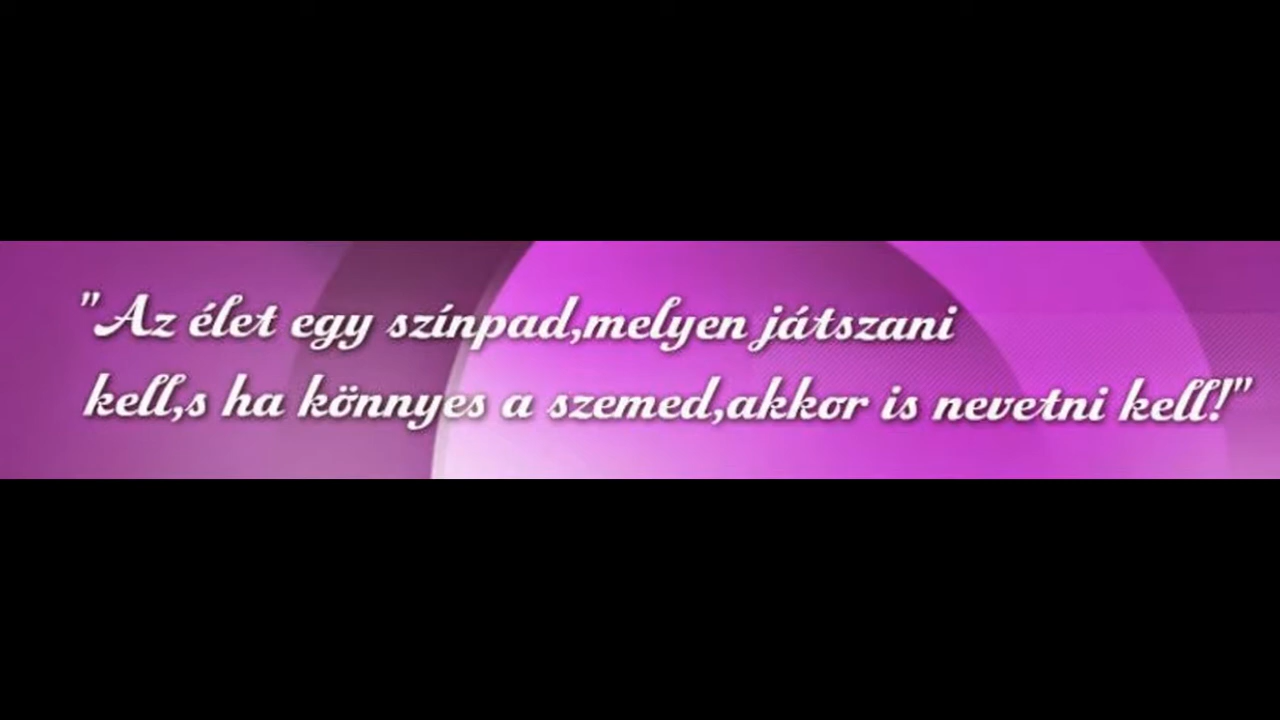 "Az élet egy színpad,melyen játszani
kell,s ha könnyes a szemed,akkor is nevetni kell!"